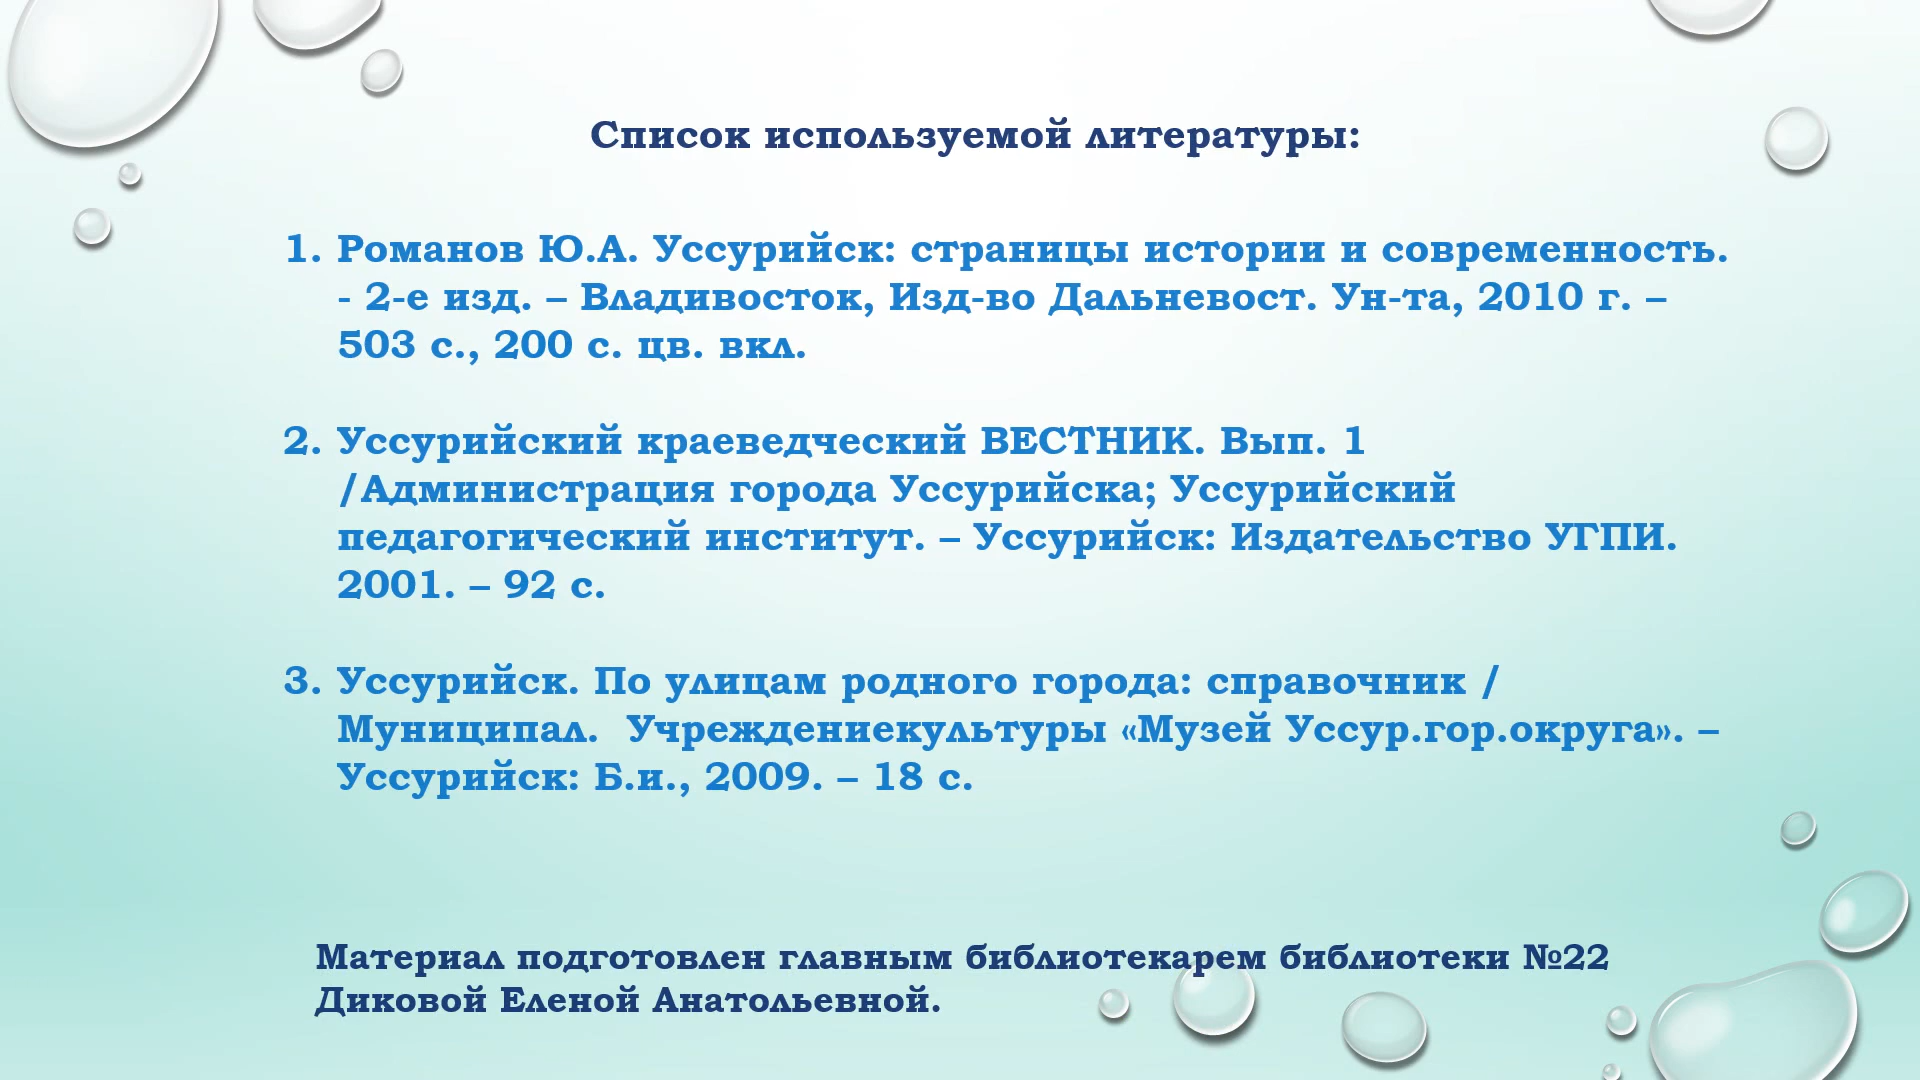 Список используемой литературы:
1. Романов Ю.А. Уссурийск: страницы истории и современность.
- 2-е изд. – Владивосток, Изд-во Дальневост. Ун-та, 2010 г. –
503 с., 200 с. цв. вкл.
2. Уссурийский краеведческий ВЕСТНИК. Вып. 1
/Администрация города Уссурийска; Уссурийский
педагогический институт. – Уссурийск: Издательство УГПИ.
2001. – 92 с.
3. Уссурийск. По улицам родного города: справочник /
Муниципал.  Учреждениекультуры «Музей Уссур.гор.округа». –
Уссурийск: Б.и., 2009. – 18 с.
Материал подготовлен главным библиотекарем библиотеки №22
Диковой Еленой Анатольевной.